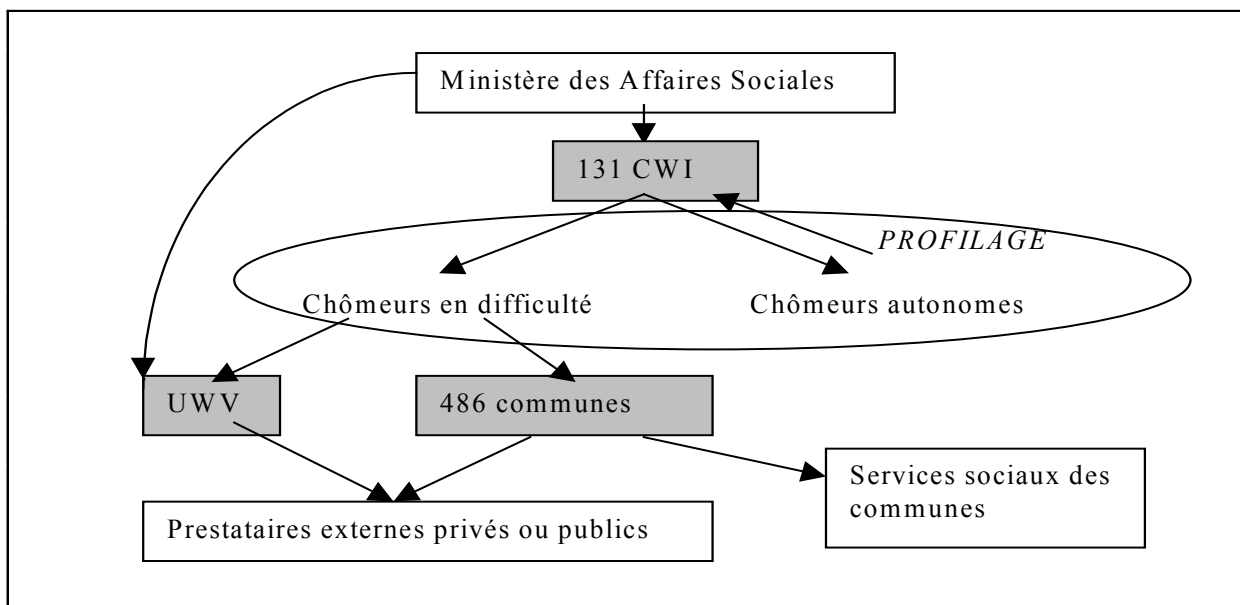 Ministère des Affaires Sociales
131 CWI
PROFILAGE
Chômeurs en difficulté
Chômeurs autonomes
UWV
486 communes
Services sociaux des
communes
Prestataires externes privés ou publics